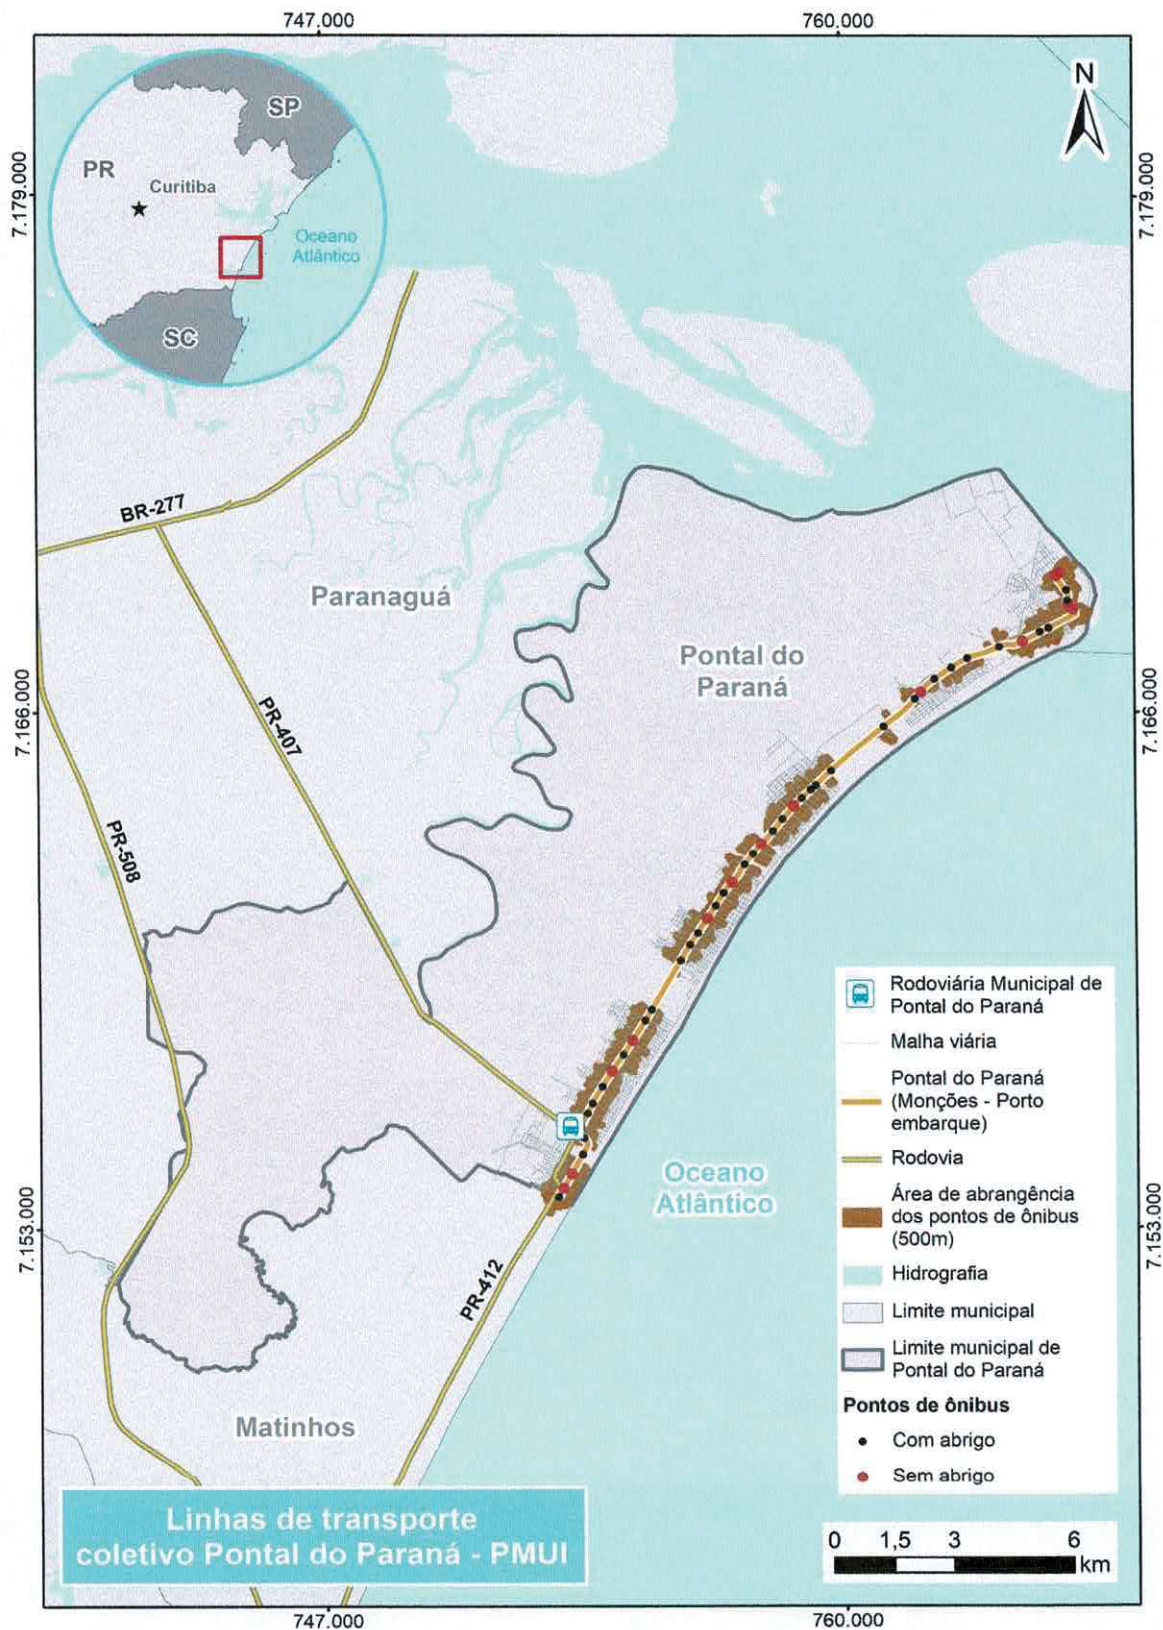 747.000
760.000
N
7.179.000
7.179.000
SP
PR
Curitiba
Oceano
Atlântico
SC
BR-277
Paranaguá
Pontal do
Paraná
7.166.000
7.166.000
PR-407
PR-508
Rodoviária Municipal de
Pontal do Paraná
Malha viária
Pontal do Paraná
(Monções - Porto
embarque)
Rodovia
Área de abrangência
dos pontos de ônibus
(500m)
Hidrografia
Limite municipal
Limite municipal de
Pontal do Paraná
Pontos de ônibus
Com abrigo
Sem abrigo
Oceano
Atlântico
7.153.000
7.153.000
PR-412
Matinhos
Linhas de transporte
coletivo Pontal do Paraná - PMUI
0 1,5 3 6
km
747.000
760.000